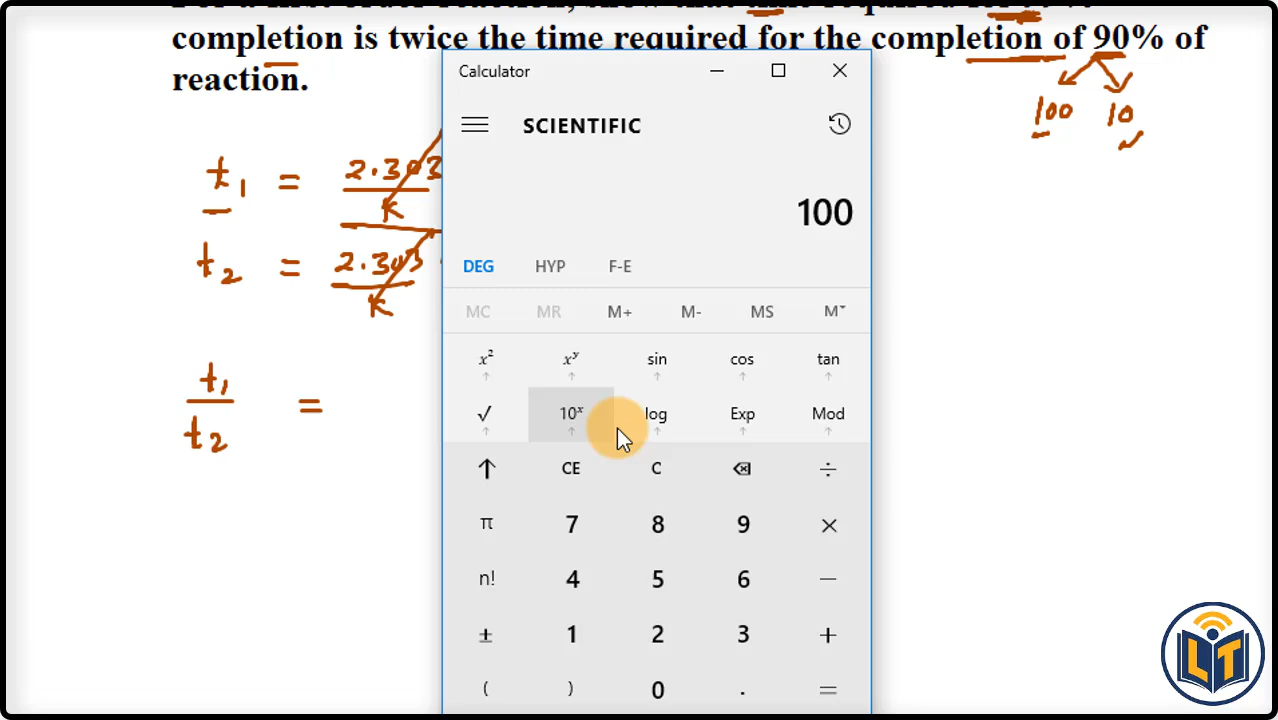 completion is twice the time required for the completion of 90% of
reaction.
100 10
t1 = 2.303
K
t2 = 2.303
K
t1
t2 =
Calculator
SCIENTIFIC
100
DEG HYP F-E
MC MR M+ M- MS M˅
x² xʸ sin cos tan
√ 10ˣ log Exp Mod
↑ CE C ⌫ ÷
π 7 8 9 ×
n! 4 5 6 −
± 1 2 3 +
( ) 0 . =
LT